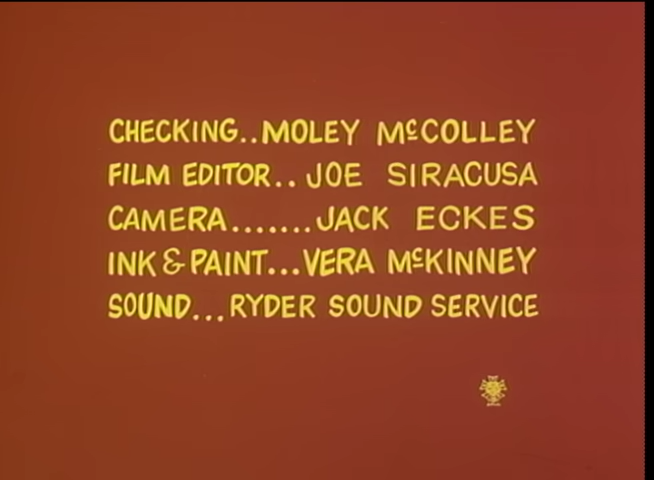 CHECKING..MOLEY McCOLLEY
FILM EDITOR..JOE SIRACUSA
CAMERA.......JACK ECKES
INK & PAINT...VERA McKINNEY
SOUND...RYDER SOUND SERVICE